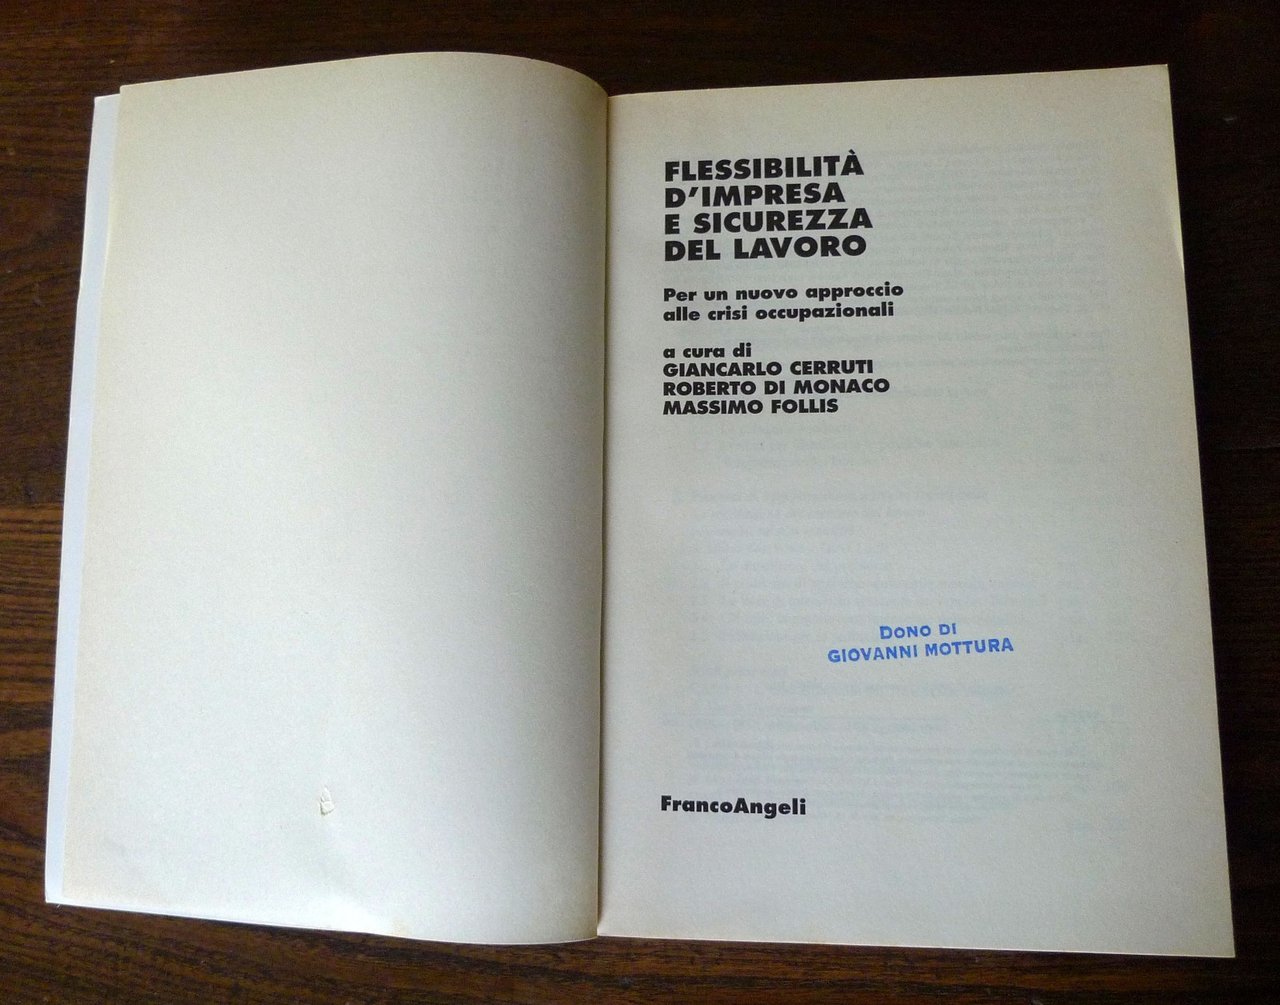 FLESSIBILITÀ
D'IMPRESA
E SICUREZZA
DEL LAVORO
Per un nuovo approccio
alle crisi occupazionali
a cura di
GIANCARLO CERRUTI
ROBERTO DI MONACO
MASSIMO FOLLIS
DONO DI
GIOVANNI MOTTURA
FrancoAngeli